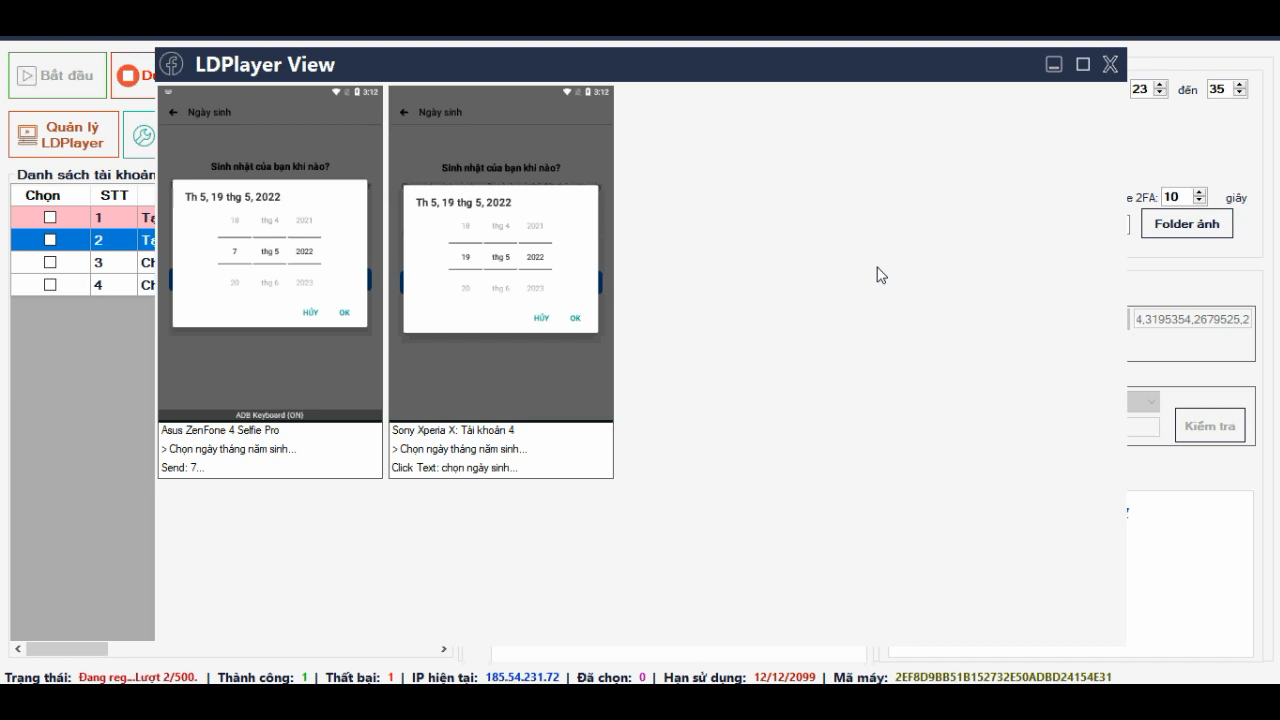 LDPlayer View
Bắt đầu
23 đến 35
Quản lý
LDPlayer
Danh sách tài khoản
Chọn STT
1
2
3
4
3:12
Ngày sinh
Sinh nhật của bạn khi nào?
Th 5, 19 thg 5, 2022
18 thg 4 2021
7 thg 5 2022
20 thg 6 2023
HỦY OK
ADB Keyboard (ON)
Asus ZenFone 4 Selfie Pro
> Chọn ngày tháng năm sinh...
Send: 7...
3:12
Ngày sinh
Sinh nhật của bạn khi nào?
Th 5, 19 thg 5, 2022
18 thg 4 2021
19 thg 5 2022
20 thg 6 2023
HỦY OK
Sony Xperia X: Tài khoản 4
> Chọn ngày tháng năm sinh...
Click Text: chọn ngày sinh...
2FA: 10 giây
Folder ảnh
4,3195354,2679525,2
Kiểm tra
Trạng thái: Đang reg...Lượt 2/500. | Thành công: 1 | Thất bại: 1 | IP hiện tại: 185.54.231.72 | Đã chọn: 0 | Hạn sử dụng: 12/12/2099 | Mã máy: 2EF8D9BB51B152732E50ADBD24154E31